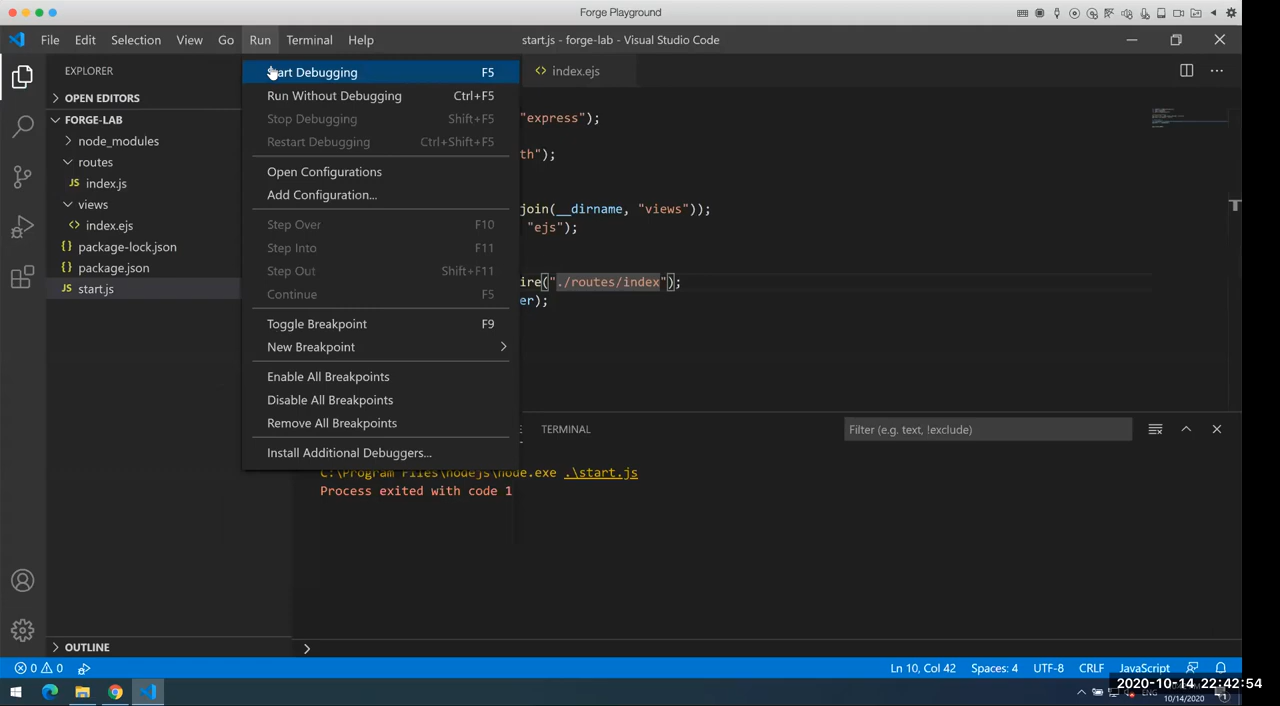 Forge Playground
File Edit Selection View Go Run Terminal Help
start.js - forge-lab - Visual Studio Code
EXPLORER
OPEN EDITORS
FORGE-LAB
node_modules
routes
JS index.js
views
<> index.ejs
{} package-lock.json
{} package.json
JS start.js
OUTLINE
Start Debugging F5
Run Without Debugging Ctrl+F5
Stop Debugging Shift+F5
Restart Debugging Ctrl+Shift+F5
Open Configurations
Add Configuration...
Step Over F10
Step Into F11
Step Out Shift+F11
Continue F5
Toggle Breakpoint F9
New Breakpoint
Enable All Breakpoints
Disable All Breakpoints
Remove All Breakpoints
Install Additional Debuggers...
<> index.ejs
"express");
th");
join(__dirname, "views"));
"ejs");
ire("./routes/index");
er);
TERMINAL
Filter (e.g. text, !exclude)
C:\Program Files\nodejs\node.exe .\start.js
Process exited with code 1
0 0
Ln 10, Col 42 Spaces: 4 UTF-8 CRLF JavaScript
2020-10-14 22:42:54
ENG
10/14/2020